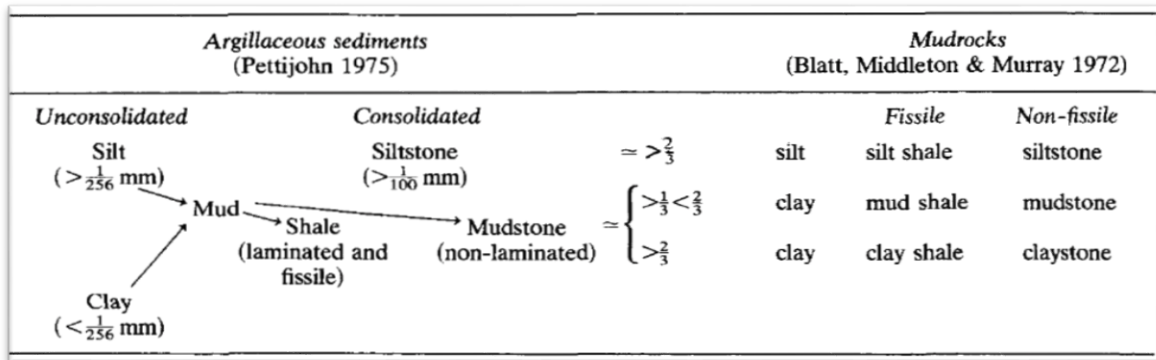 Argillaceous sediments Mudrocks
(Pettijohn 1975) (Blatt, Middleton & Murray 1972)
Unconsolidated Consolidated Fissile Non-fissile
Silt Siltstone ≃ >2/3 silt silt shale siltstone
(>1/256 mm) (>1/100 mm)
Mud >1/3<2/3 clay mud shale mudstone
Shale Mudstone ≃
(laminated and (non-laminated) >2/3 clay clay shale claystone
fissile)
Clay
(<1/256 mm)